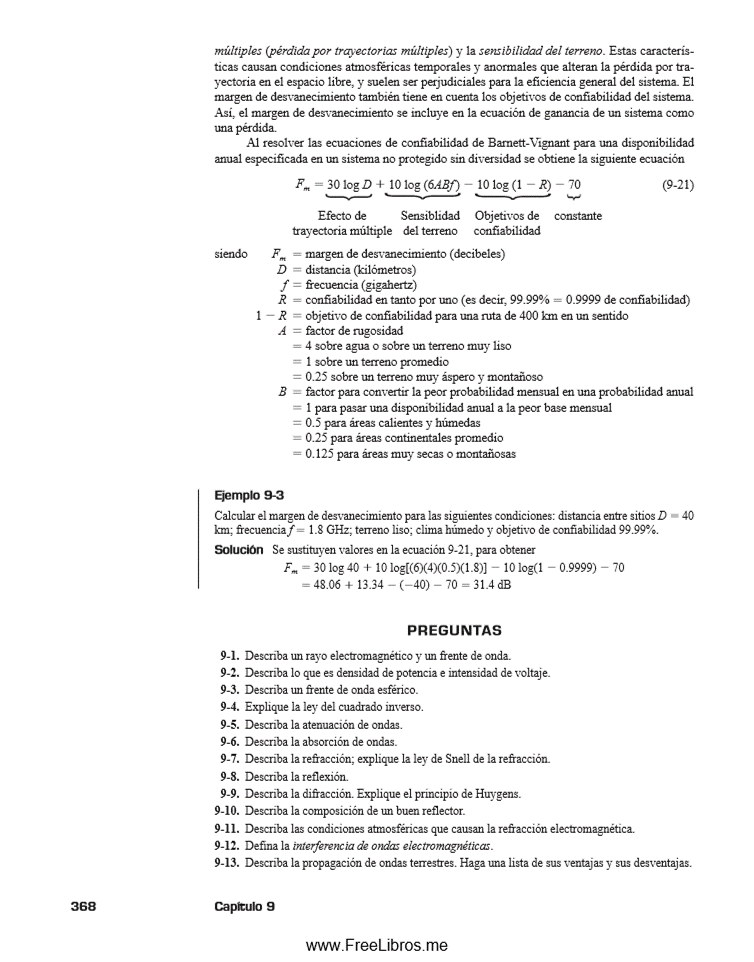 múltiples (pérdida por trayectorias múltiples) y la sensibilidad del terreno. Estas caracterís-
ticas causan condiciones atmosféricas temporales y anormales que alteran la pérdida por tra-
yectoria en el espacio libre, y suelen ser perjudiciales para la eficiencia general del sistema. El
margen de desvanecimiento también tiene en cuenta los objetivos de confiabilidad del sistema.
Así, el margen de desvanecimiento se incluye en la ecuación de ganancia de un sistema como
una pérdida.
Al resolver las ecuaciones de confiabilidad de Barnett-Vignant para una disponibilidad
anual especificada en un sistema no protegido sin diversidad se obtiene la siguiente ecuación
Fm = 30 log D + 10 log (6ABf) − 10 log (1 − R) − 70 (9-21)
Efecto de Sensiblidad Objetivos de constante
trayectoria múltiple del terreno confiabilidad
siendo Fm = margen de desvanecimiento (decibeles)
D = distancia (kilómetros)
f = frecuencia (gigahertz)
R = confiabilidad en tanto por uno (es decir, 99.99% = 0.9999 de confiabilidad)
1 − R = objetivo de confiabilidad para una ruta de 400 km en un sentido
A = factor de rugosidad
= 4 sobre agua o sobre un terreno muy liso
= 1 sobre un terreno promedio
= 0.25 sobre un terreno muy áspero y montañoso
B = factor para convertir la peor probabilidad mensual en una probabilidad anual
= 1 para pasar una disponibilidad anual a la peor base mensual
= 0.5 para áreas calientes y húmedas
= 0.25 para áreas continentales promedio
= 0.125 para áreas muy secas o montañosas
Ejemplo 9-3
Calcular el margen de desvanecimiento para las siguientes condiciones: distancia entre sitios D = 40
km; frecuencia f = 1.8 GHz; terreno liso; clima húmedo y objetivo de confiabilidad 99.99%.
Solución Se sustituyen valores en la ecuación 9-21, para obtener
Fm = 30 log 40 + 10 log[(6)(4)(0.5)(1.8)] − 10 log(1 − 0.9999) − 70
= 48.06 + 13.34 − (−40) − 70 = 31.4 dB
PREGUNTAS
9-1. Describa un rayo electromagnético y un frente de onda.
9-2. Describa lo que es densidad de potencia e intensidad de voltaje.
9-3. Describa un frente de onda esférico.
9-4. Explique la ley del cuadrado inverso.
9-5. Describa la atenuación de ondas.
9-6. Describa la absorción de ondas.
9-7. Describa la refracción; explique la ley de Snell de la refracción.
9-8. Describa la reflexión.
9-9. Describa la difracción. Explique el principio de Huygens.
9-10. Describa la composición de un buen reflector.
9-11. Describa las condiciones atmosféricas que causan la refracción electromagnética.
9-12. Defina la interferencia de ondas electromagnéticas.
9-13. Describa la propagación de ondas terrestres. Haga una lista de sus ventajas y sus desventajas.
368 Capítulo 9
www.FreeLibros.me